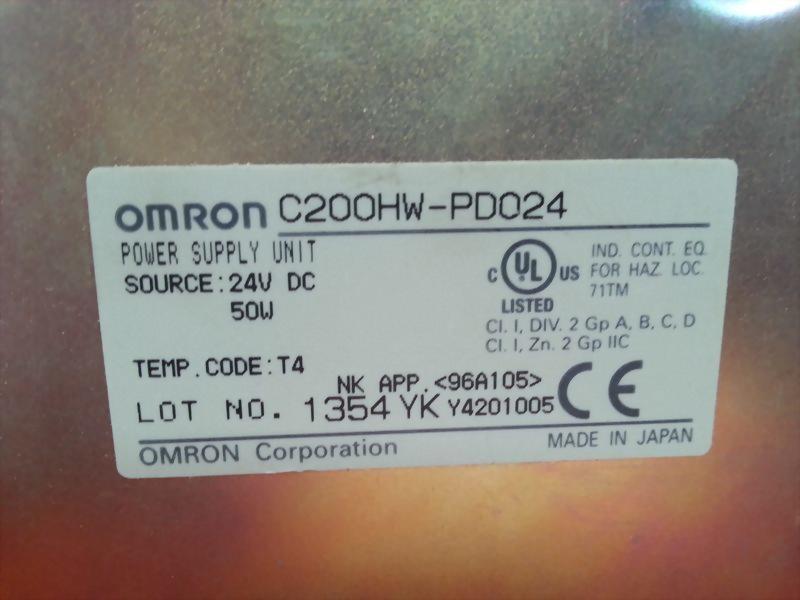 OMRON C200HW-PD024
POWER SUPPLY UNIT
SOURCE: 24V DC
50W
C UL US
LISTED
IND. CONT. EQ.
FOR HAZ. LOC.
71TM
Cl. I, DIV. 2 Gp A, B, C, D
Cl. I, Zn. 2 Gp IIC
TEMP.CODE: T4
NK APP.<96A105>
LOT NO. 1354 YK Y4201005
CE
OMRON Corporation
MADE IN JAPAN